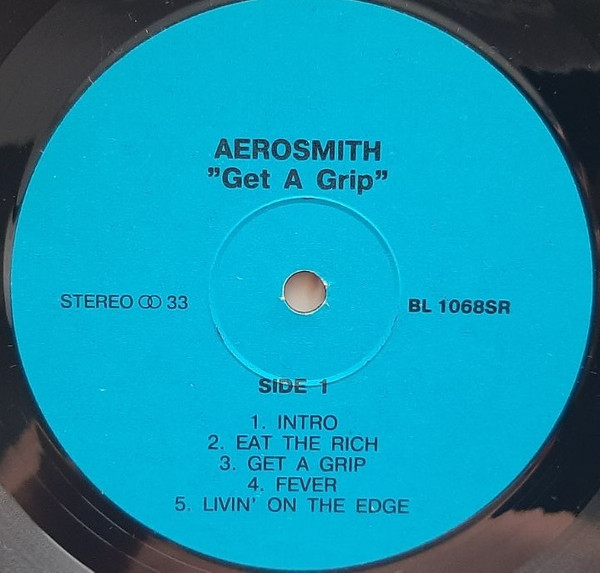 AEROSMITH
”Get A Grip”
STEREO ꝏ 33
BL 1068SR
SIDE 1
1. INTRO
2. EAT THE RICH
3. GET A GRIP
4. FEVER
5. LIVIN' ON THE EDGE